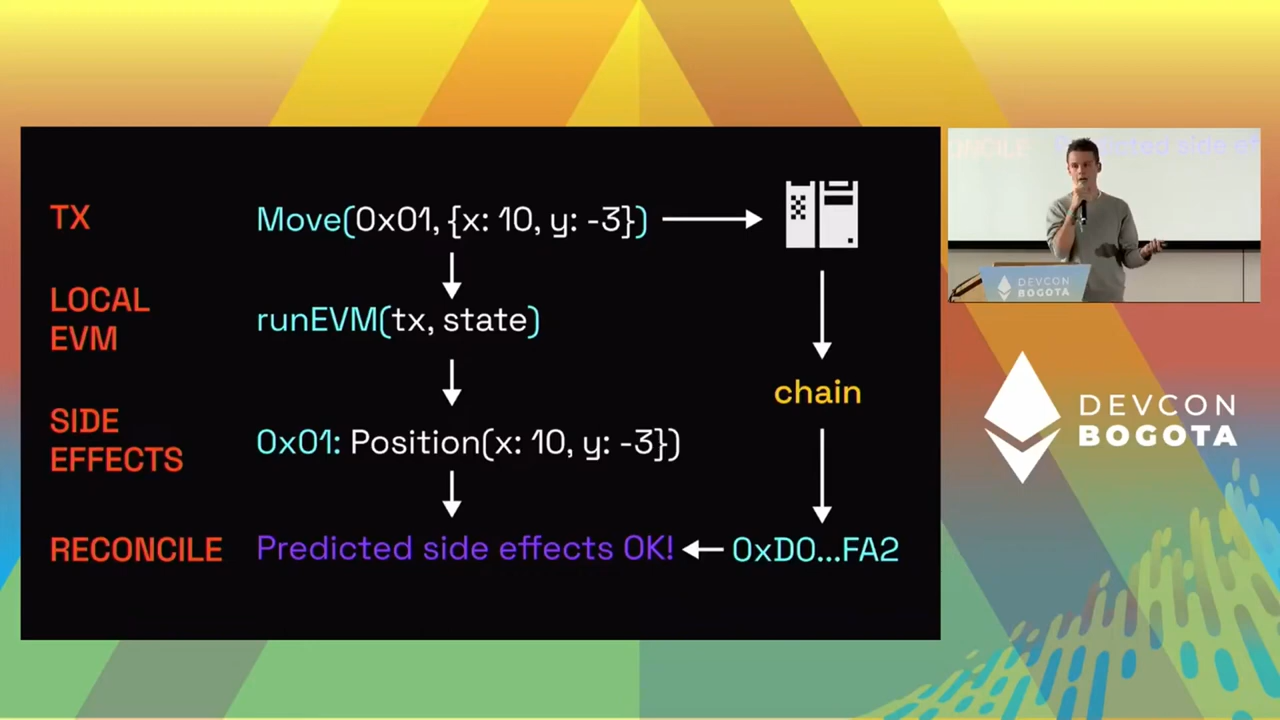 TX
Move(0x01, {x: 10, y: -3})
LOCAL
EVM
runEVM(tx, state)
chain
SIDE
EFFECTS
0x01: Position(x: 10, y: -3})
RECONCILE
Predicted side effects OK!
0xD0...FA2
DEVCON
BOGOTA
DEVCON
BOGOTA